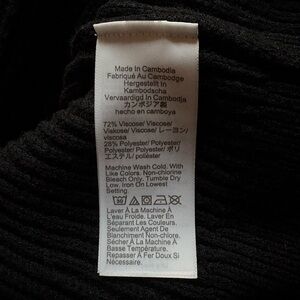 Made In Cambodia
Fabriqué Au Cambodge
Hergestellt In
Kambodscha
Vervaardigd In Cambodja
カンボジア製
hecho en camboya
72% Viscose/ Viscose/
Viskose/ Viscose/ レーヨン/
viscosa
28% Polyester/ Polyester/
Polyester/ Polyester/ ポリ
エステル/ poliéster
Machine Wash Cold. With
Like Colors. Non-chlorine
Bleach Only. Tumble Dry
Low. Iron On Lowest
Setting.
Laver À La Machine À
L'eau Froide. Laver En
Séparant Les Couleurs.
Seulement Agent De
Blanchiment Non-chlore.
Sécher À La Machine À
Basse Température.
Repasser À Fer Doux Si
Nécessaire.